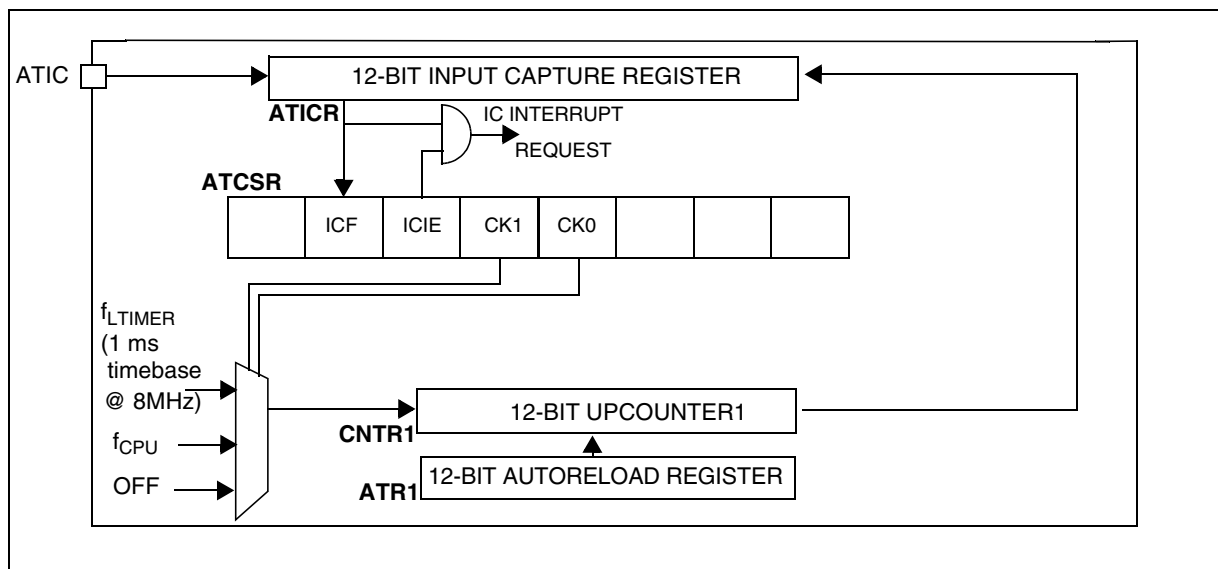 ATIC
12-BIT INPUT CAPTURE REGISTER
ATICR
IC INTERRUPT
REQUEST
ATCSR
ICF
ICIE
CK1
CK0
fLTIMER
(1 ms
timebase
@ 8MHz)
fCPU
OFF
12-BIT UPCOUNTER1
CNTR1
12-BIT AUTORELOAD REGISTER
ATR1